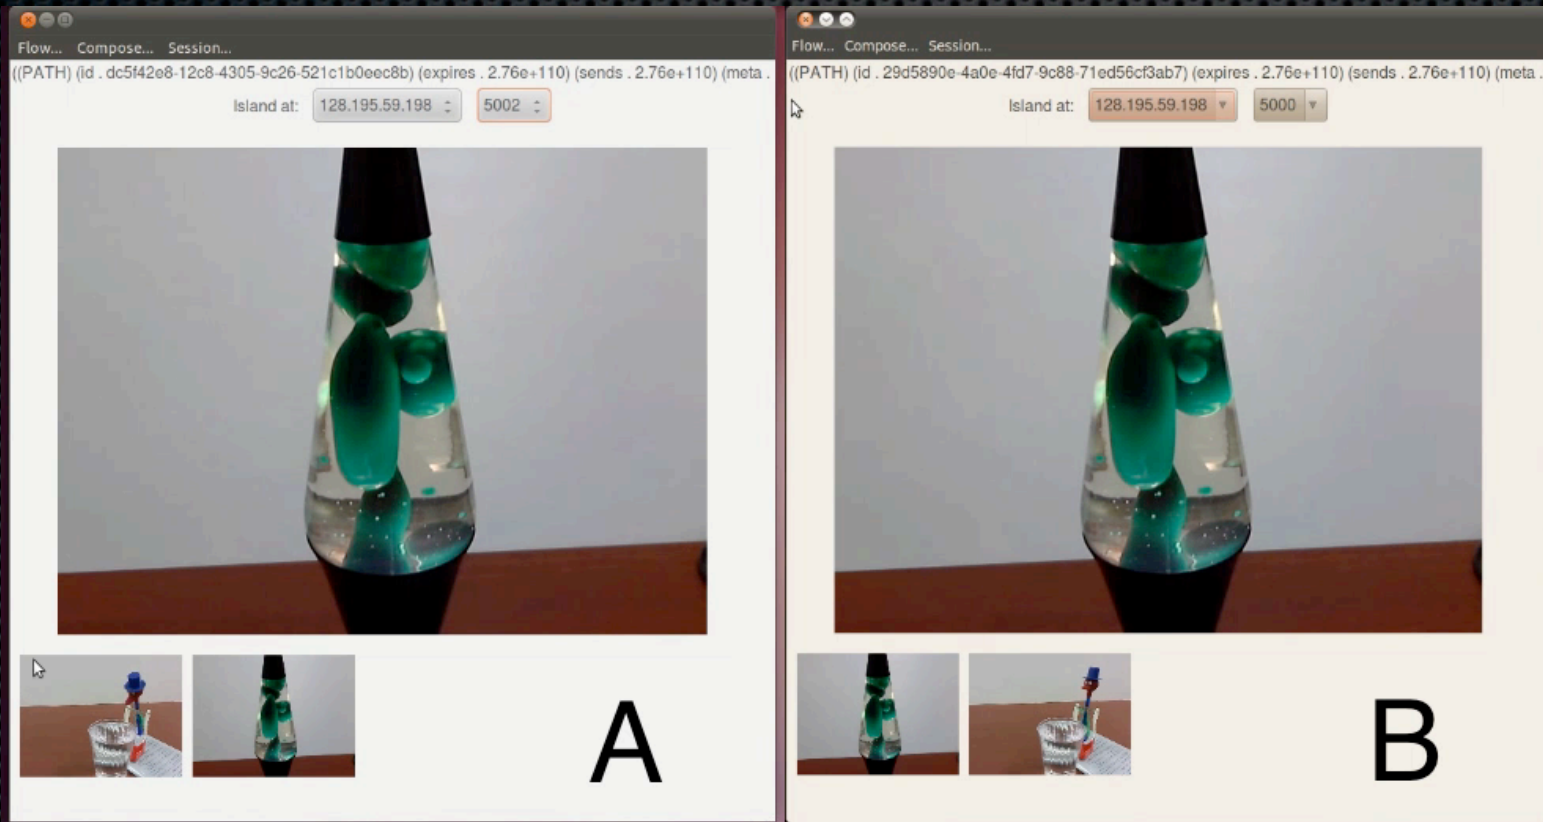 Flow... Compose... Session...
((PATH) (id . dc5f42e8-12c8-4305-9c26-521c1b0eec8b) (expires . 2.76e+110) (sends . 2.76e+110) (meta .
Island at: 128.195.59.198 5002
A
Flow... Compose... Session...
((PATH) (id . 29d5890e-4a0e-4fd7-9c88-71ed56cf3ab7) (expires . 2.76e+110) (sends . 2.76e+110) (meta .
Island at: 128.195.59.198 5000
B